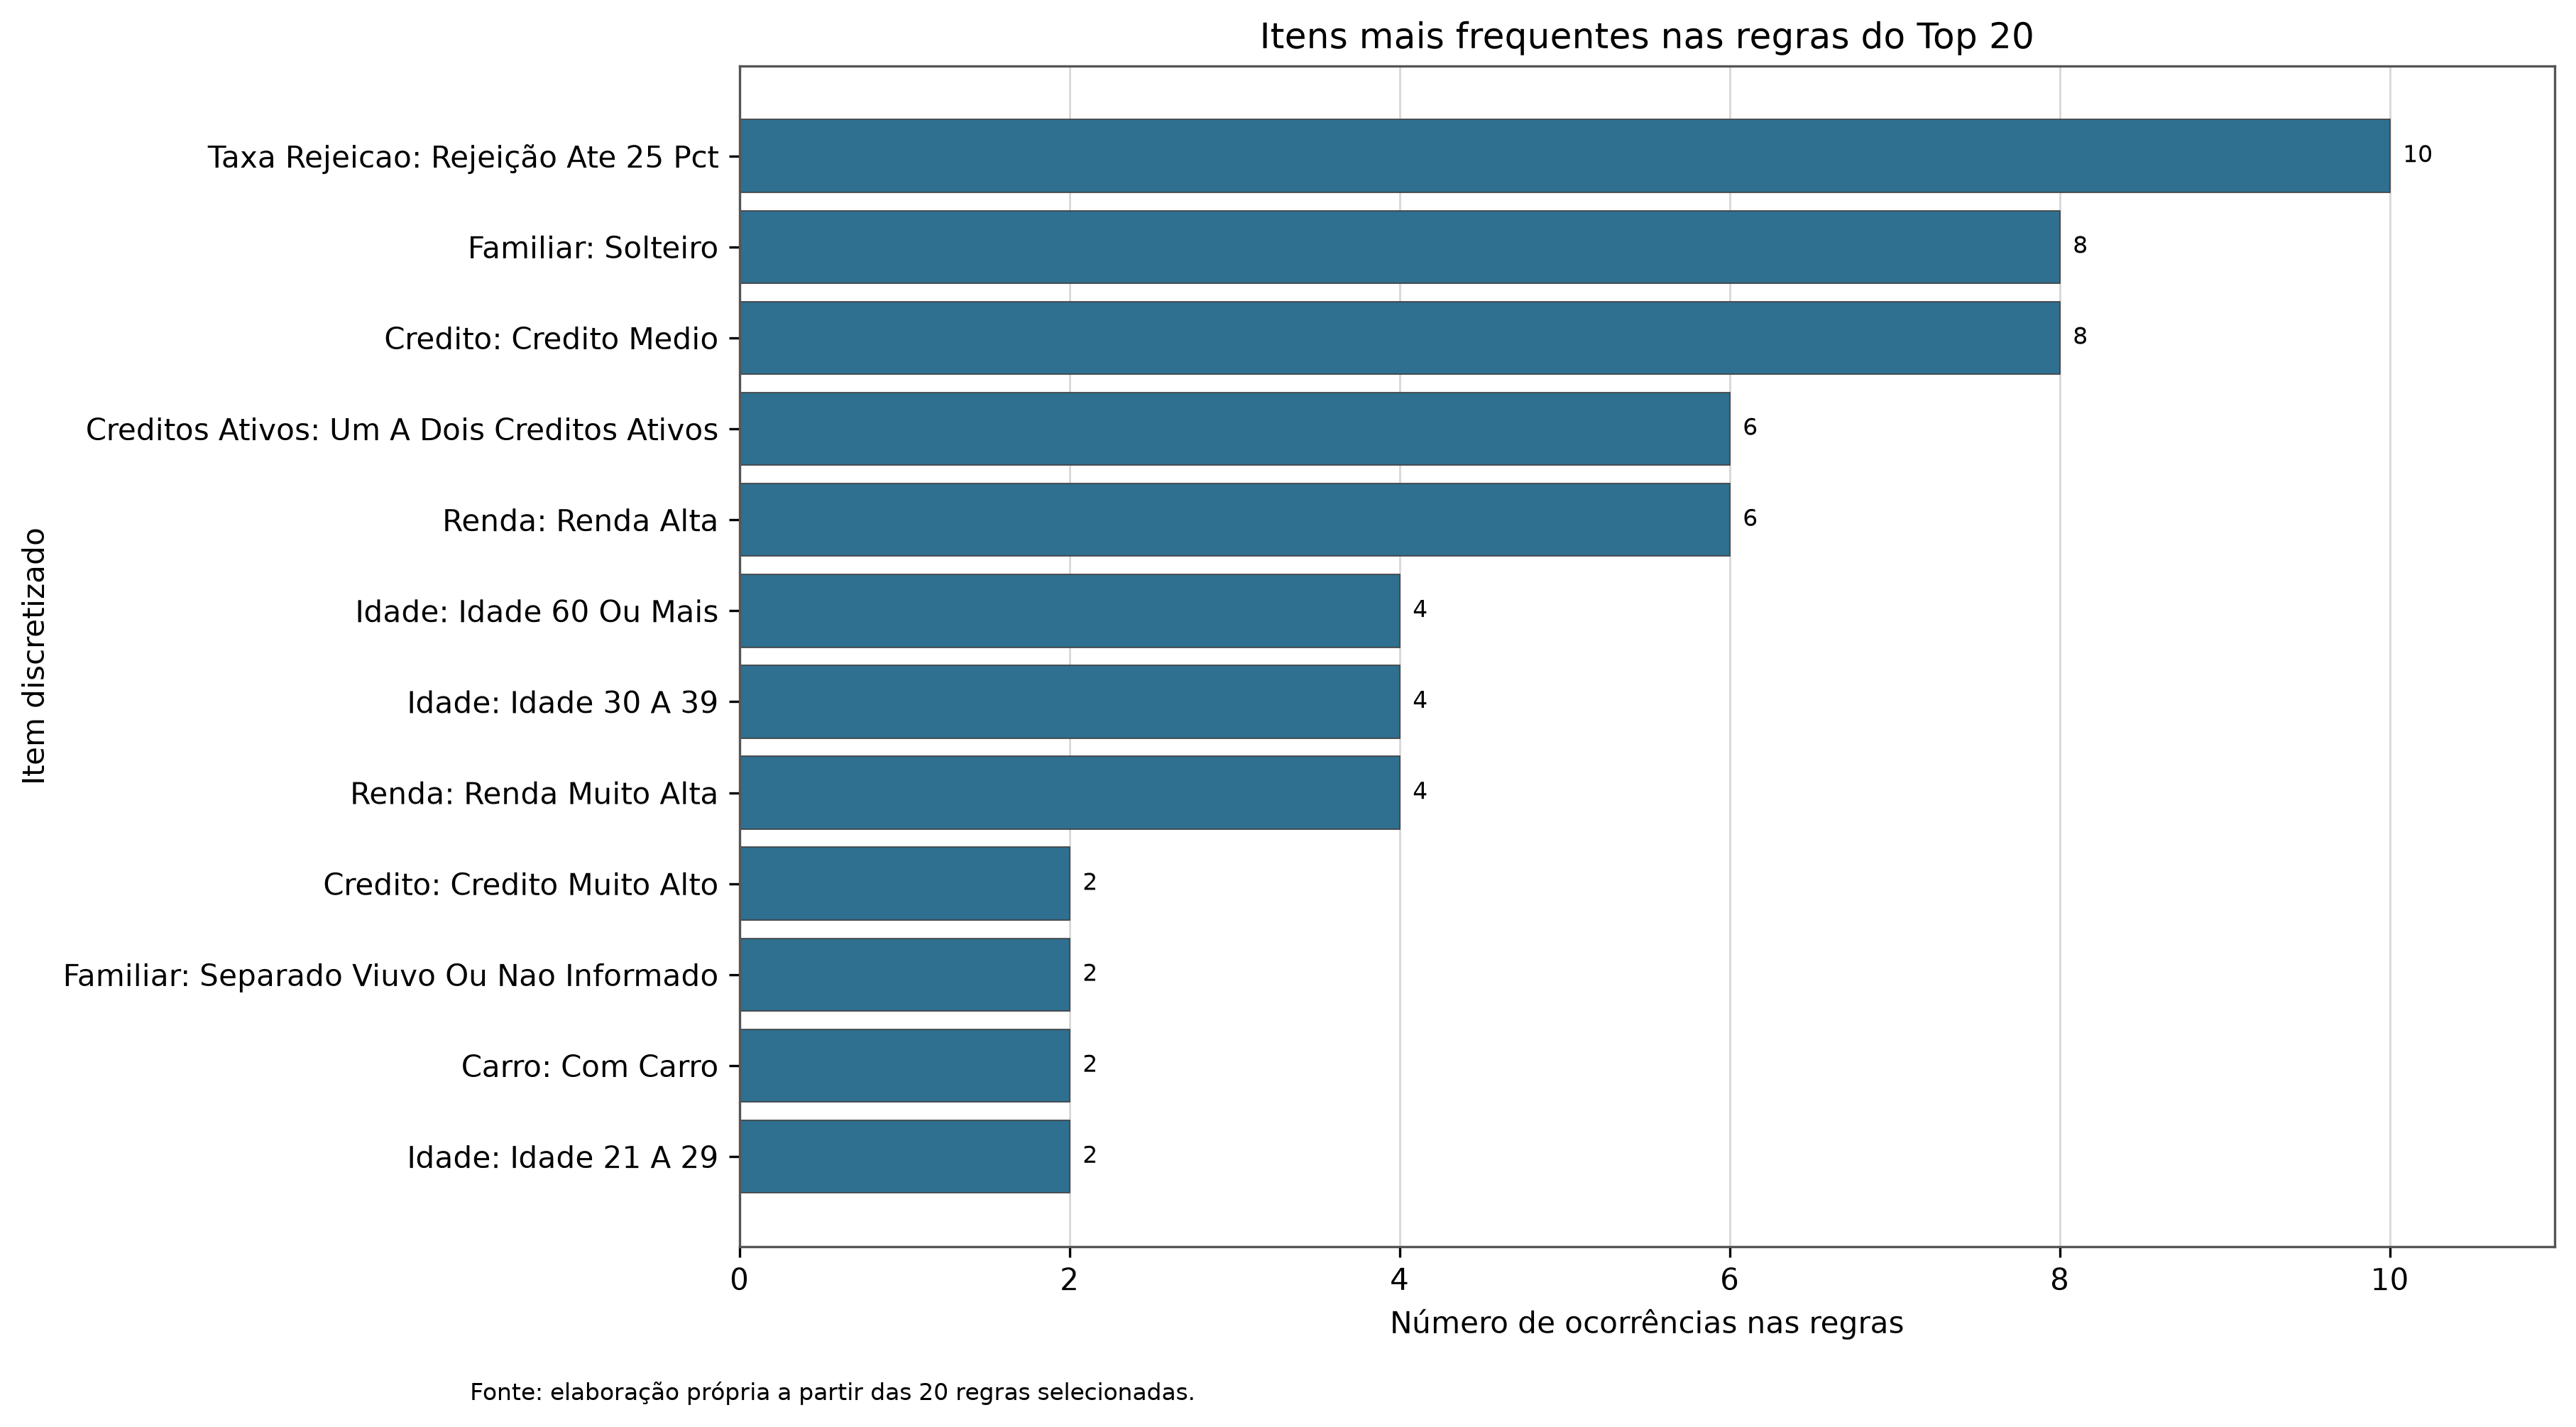 Itens mais frequentes nas regras do Top 20
Taxa Rejeicao: Rejeição Ate 25 Pct
10
Familiar: Solteiro
8
Credito: Credito Medio
8
Creditos Ativos: Um A Dois Creditos Ativos
6
Renda: Renda Alta
6
Idade: Idade 60 Ou Mais
4
Idade: Idade 30 A 39
4
Renda: Renda Muito Alta
4
Credito: Credito Muito Alto
2
Familiar: Separado Viuvo Ou Nao Informado
2
Carro: Com Carro
2
Idade: Idade 21 A 29
2
Item discretizado
0 2 4 6 8 10
Número de ocorrências nas regras
Fonte: elaboração própria a partir das 20 regras selecionadas.